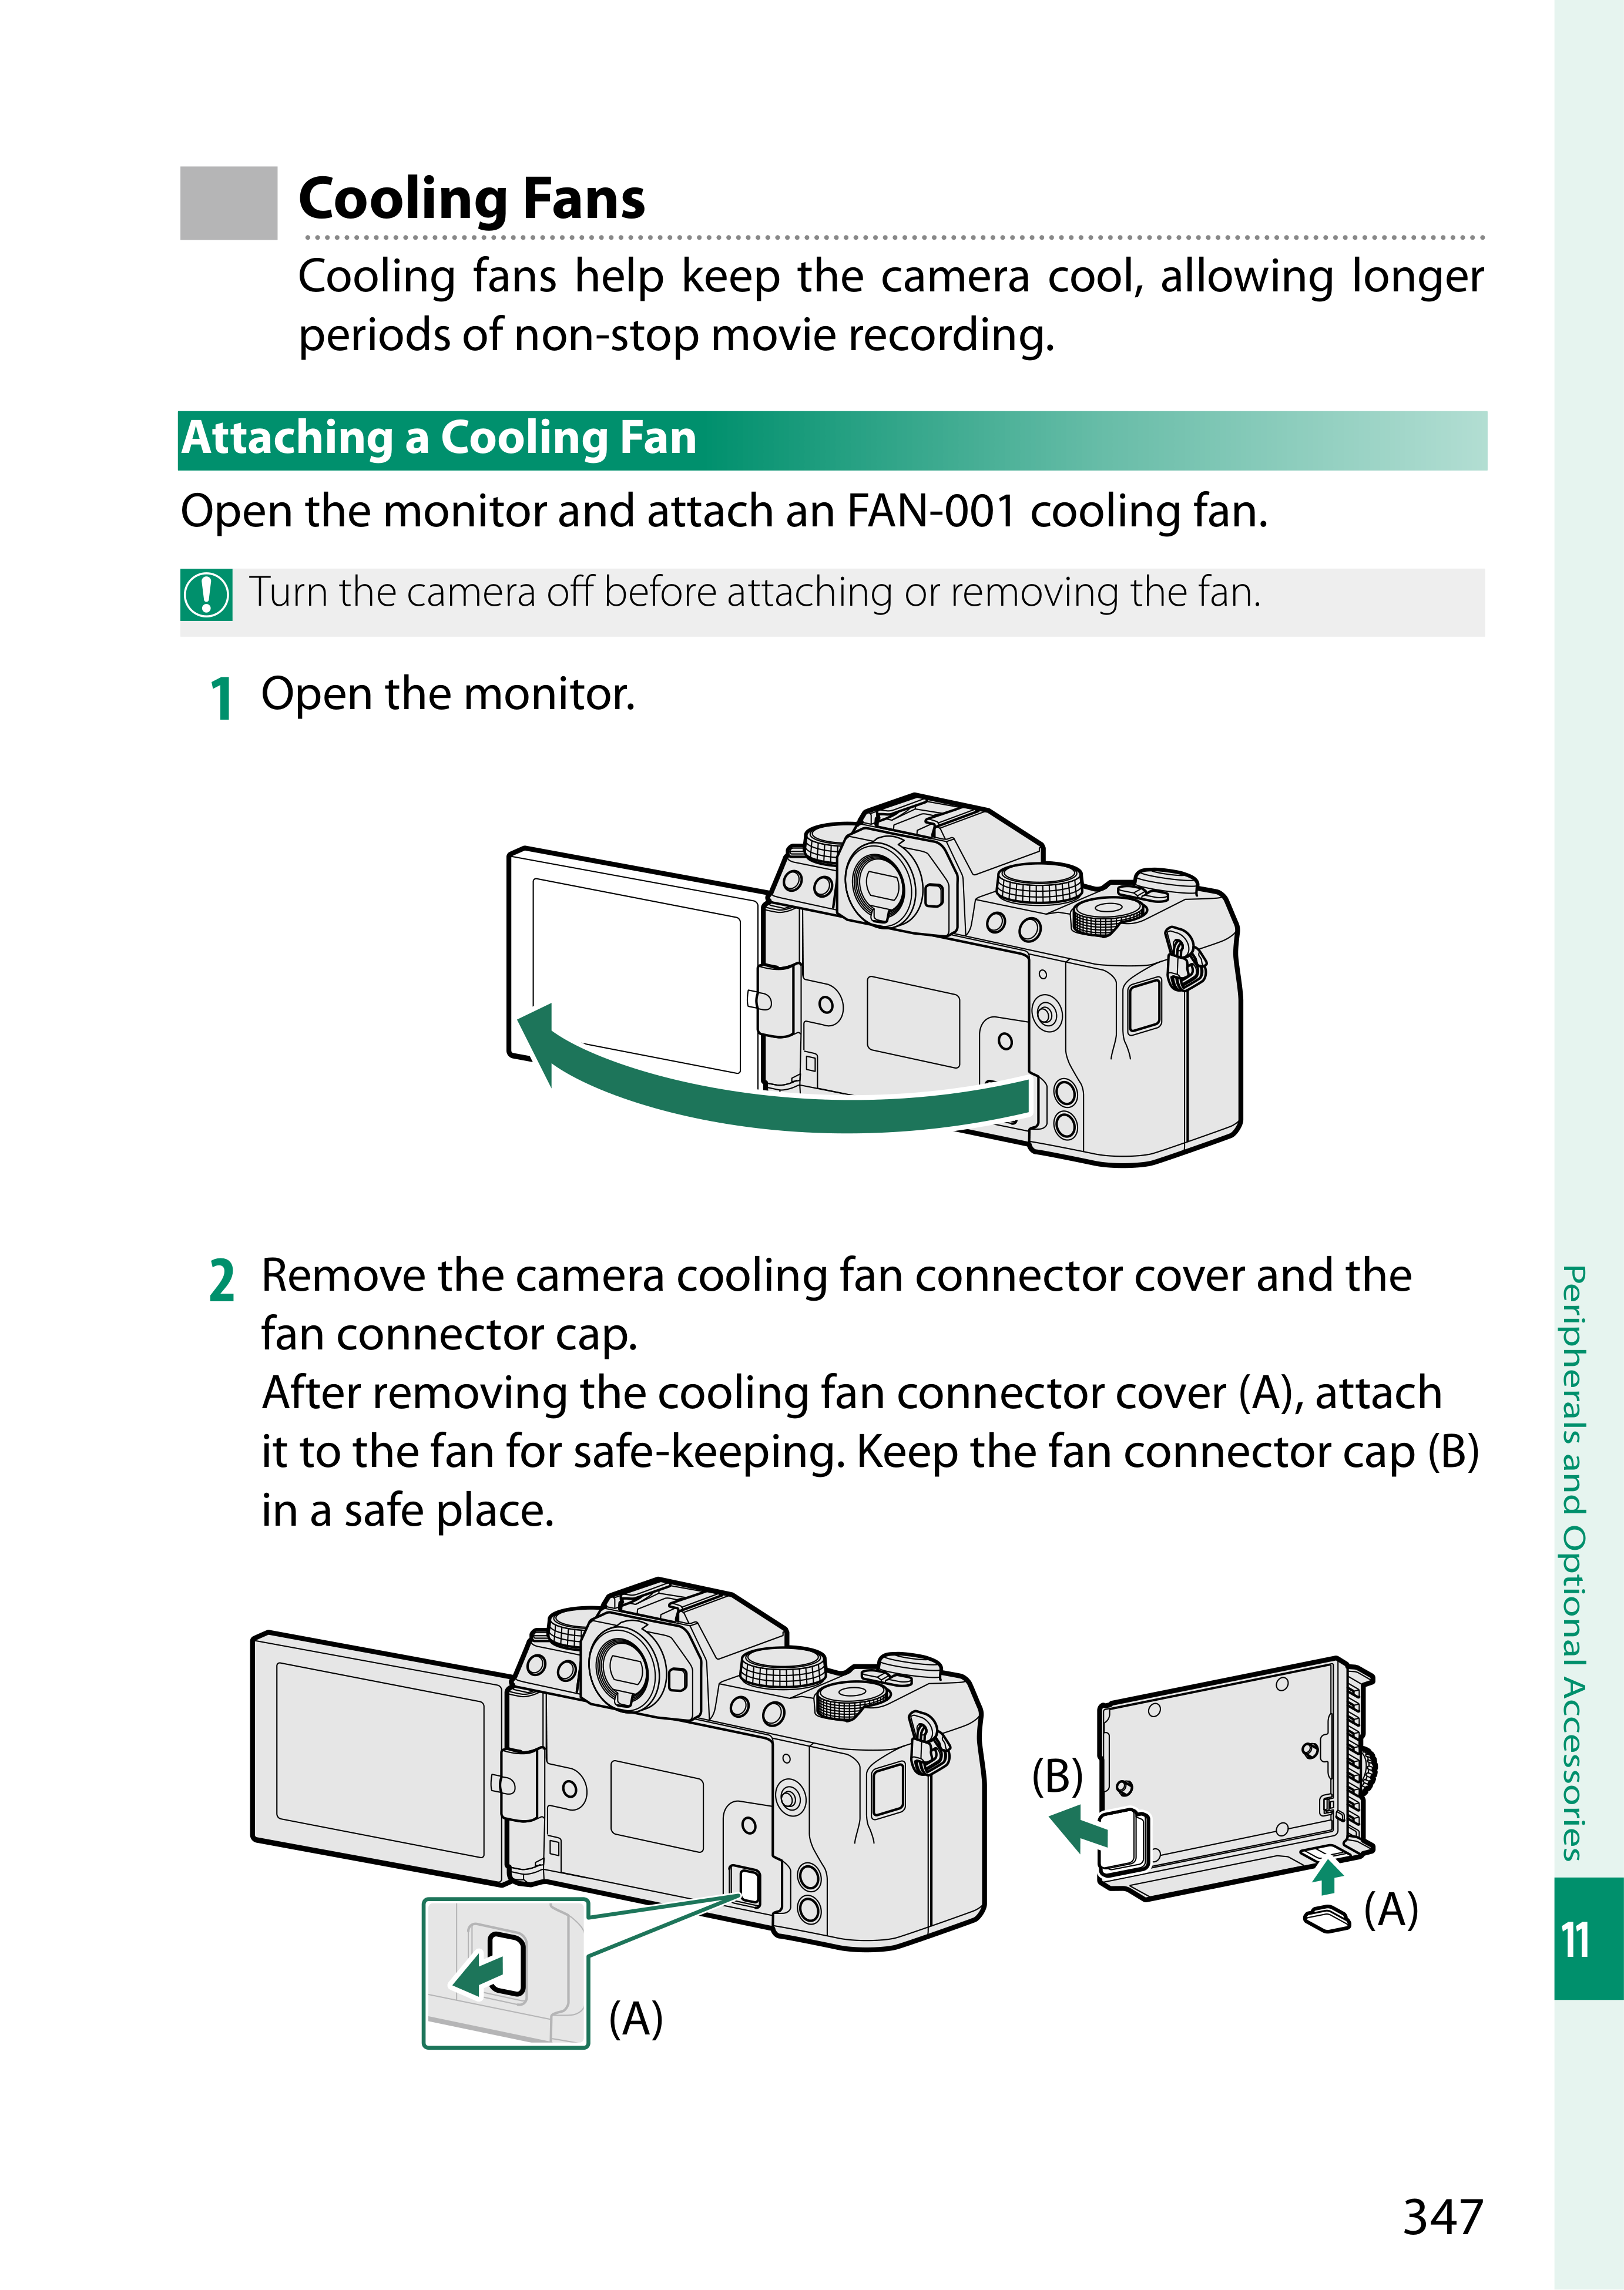 Cooling Fans
Cooling fans help keep the camera cool, allowing longer
periods of non-stop movie recording.
Attaching a Cooling Fan
Open the monitor and attach an FAN-001 cooling fan.
Turn the camera off before attaching or removing the fan.
1 Open the monitor.
2 Remove the camera cooling fan connector cover and the
fan connector cap.
After removing the cooling fan connector cover (A), attach
it to the fan for safe-keeping. Keep the fan connector cap (B)
in a safe place.
(B)
(A)
(A)
Peripherals and Optional Accessories
11
347